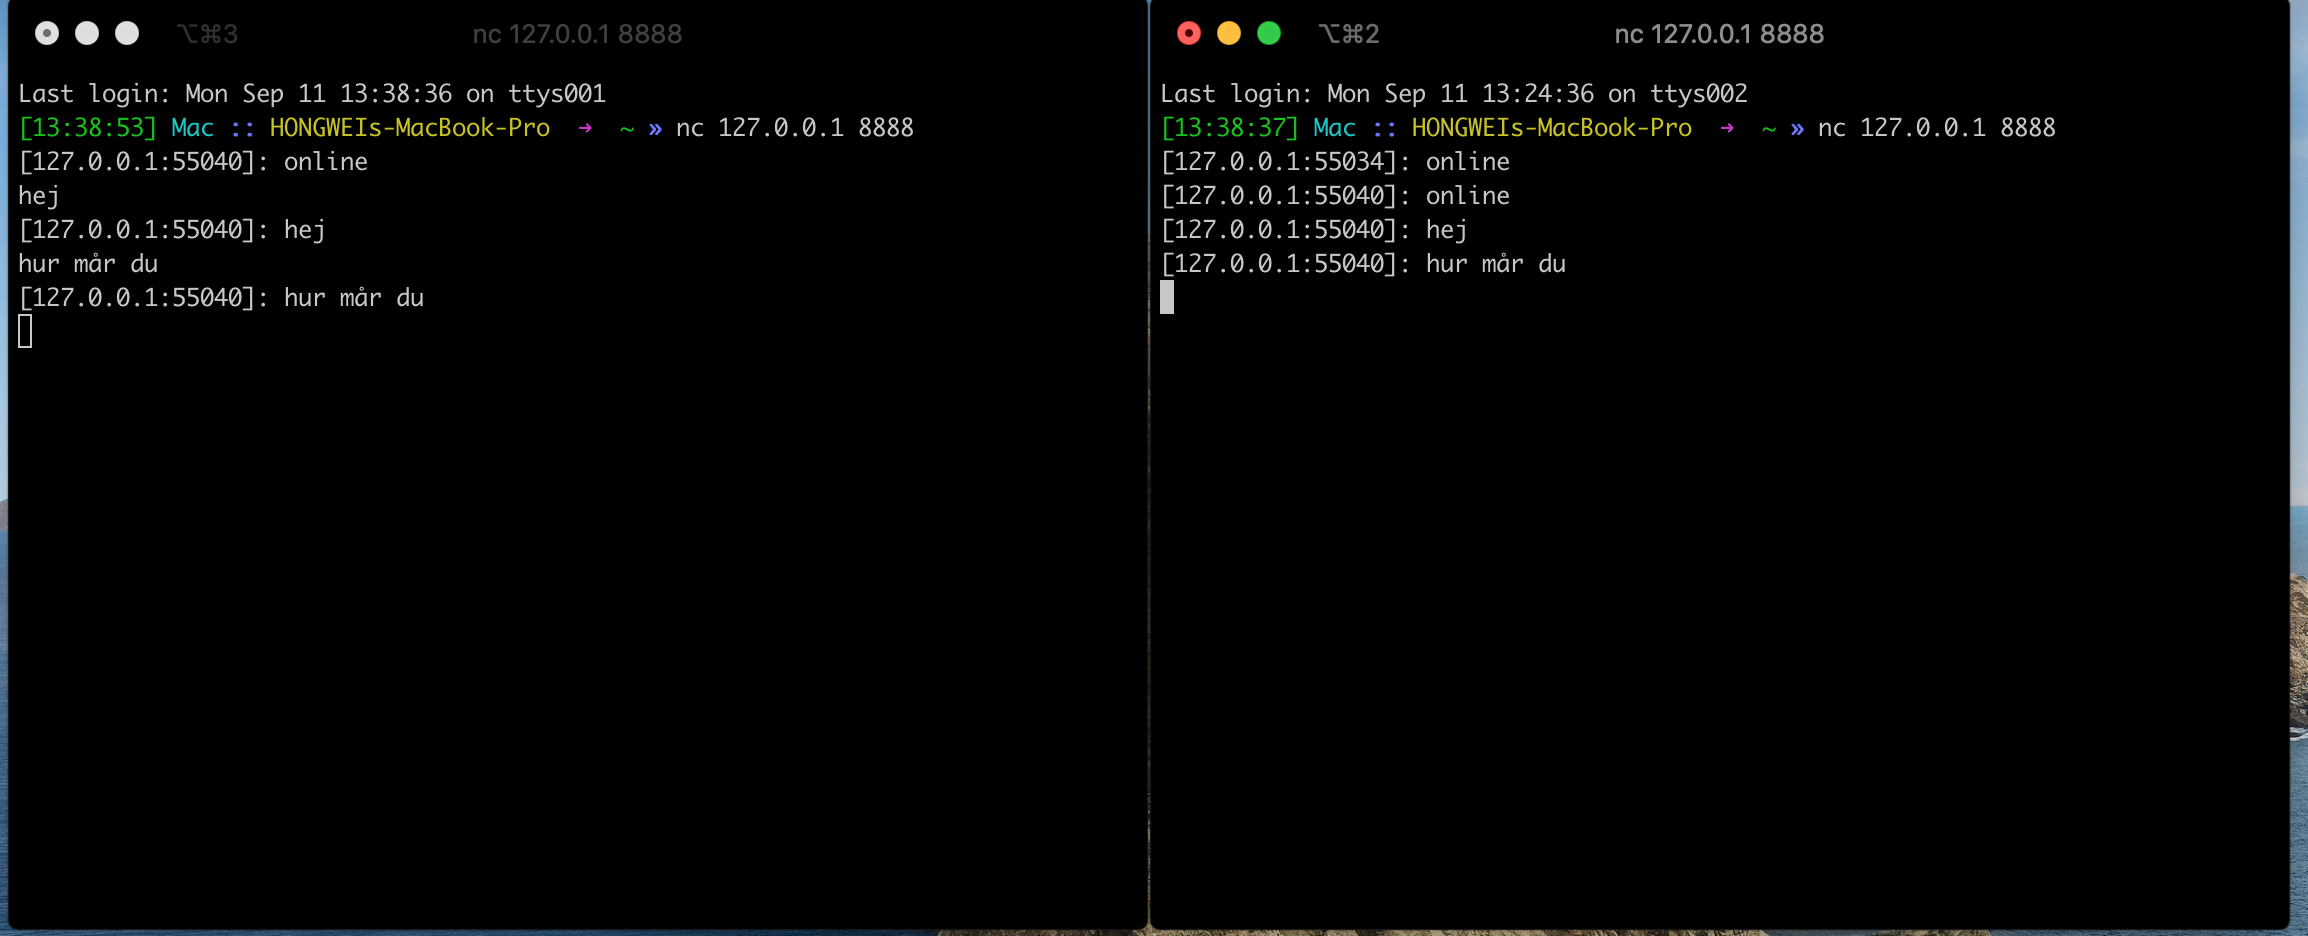 ⌥⌘3 nc 127.0.0.1 8888
Last login: Mon Sep 11 13:38:36 on ttys001
[13:38:53] Mac :: HONGWEIs-MacBook-Pro ➜ ~ » nc 127.0.0.1 8888
[127.0.0.1:55040]: online
hej
[127.0.0.1:55040]: hej
hur mår du
[127.0.0.1:55040]: hur mår du
⌥⌘2 nc 127.0.0.1 8888
Last login: Mon Sep 11 13:24:36 on ttys002
[13:38:37] Mac :: HONGWEIs-MacBook-Pro ➜ ~ » nc 127.0.0.1 8888
[127.0.0.1:55034]: online
[127.0.0.1:55040]: online
[127.0.0.1:55040]: hej
[127.0.0.1:55040]: hur mår du